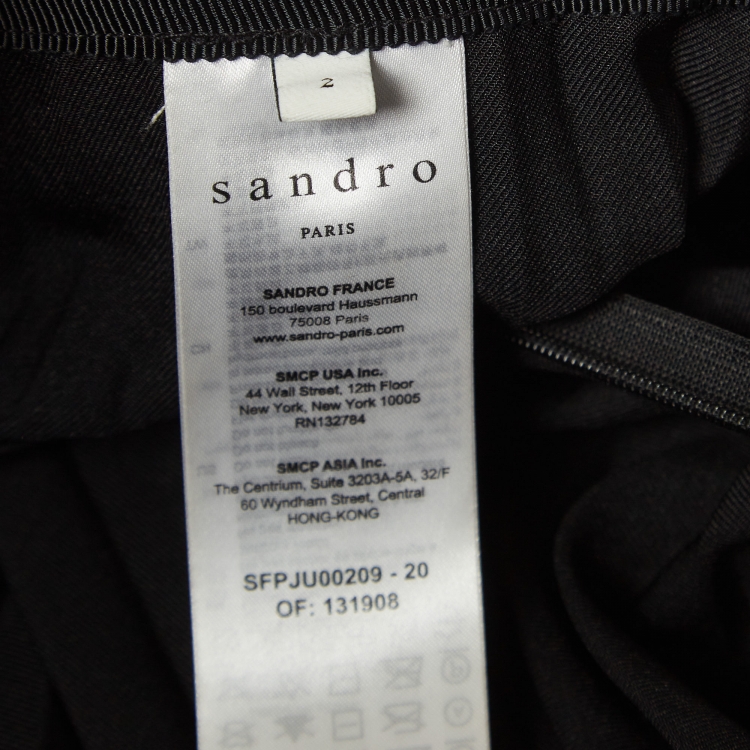 2
sandro
PARIS
SANDRO FRANCE
150 boulevard Haussmann
75008 Paris
www.sandro-paris.com
SMCP USA Inc.
44 Wall Street, 12th Floor
New York, New York 10005
RN132784
SMCP ASIA Inc.
The Centrium, Suite 3203A-5A, 32/F
60 Wyndham Street, Central
HONG-KONG
SFPJU00209 - 20
OF: 131908